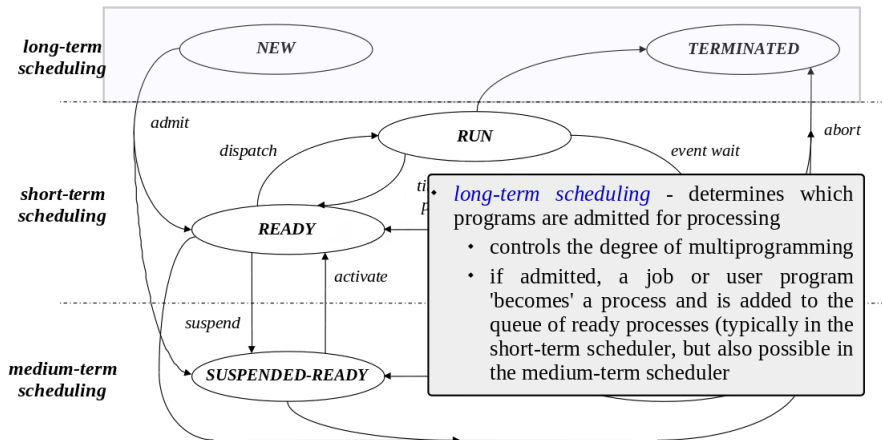 long-term
scheduling
NEW
TERMINATED
admit
dispatch
RUN
event wait
abort
short-term
scheduling
READY
activate
suspend
medium-term
scheduling
SUSPENDED-READY
• long-term scheduling - determines which
programs are admitted for processing
• controls the degree of multiprogramming
• if admitted, a job or user program
'becomes' a process and is added to the
queue of ready processes (typically in the
short-term scheduler, but also possible in
the medium-term scheduler